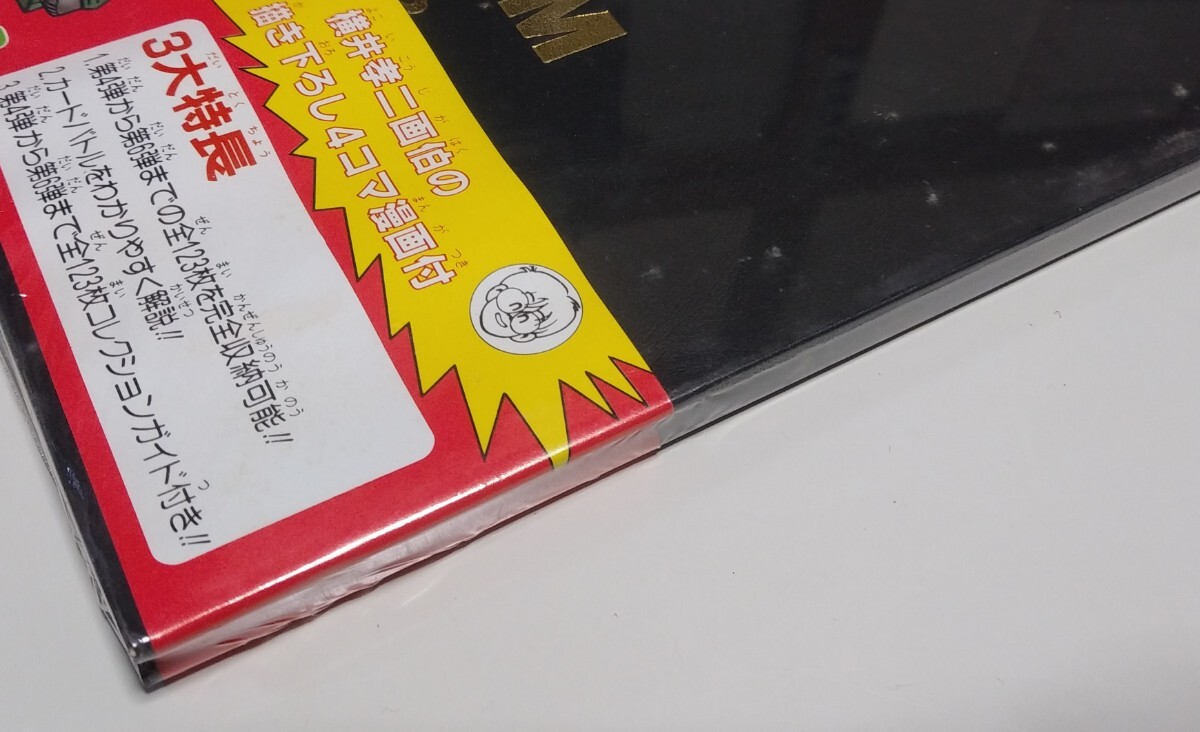 M
横井孝二画伯の
描き下ろし4コマ漫画付
3大特長
1.第4弾から第6弾までの全123枚を完全収納可能!!
2.カードバトルをわかりやすく解説!!
3.第4弾から第6弾まで全123枚コレクションガイド付き!!